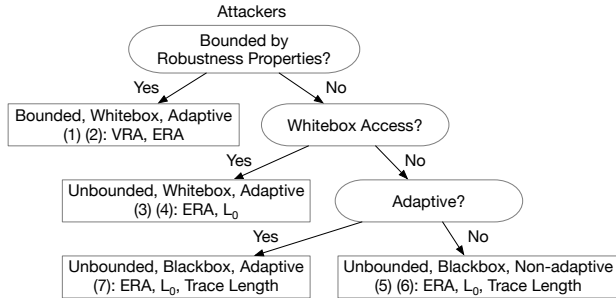 Attackers
Bounded by
Robustness Properties?
Yes
No
Bounded, Whitebox, Adaptive
(1) (2): VRA, ERA
Whitebox Access?
Yes
No
Unbounded, Whitebox, Adaptive
(3) (4): ERA, L₀
Adaptive?
Yes
No
Unbounded, Blackbox, Adaptive
(7): ERA, L₀, Trace Length
Unbounded, Blackbox, Non-adaptive
(5) (6): ERA, L₀, Trace Length